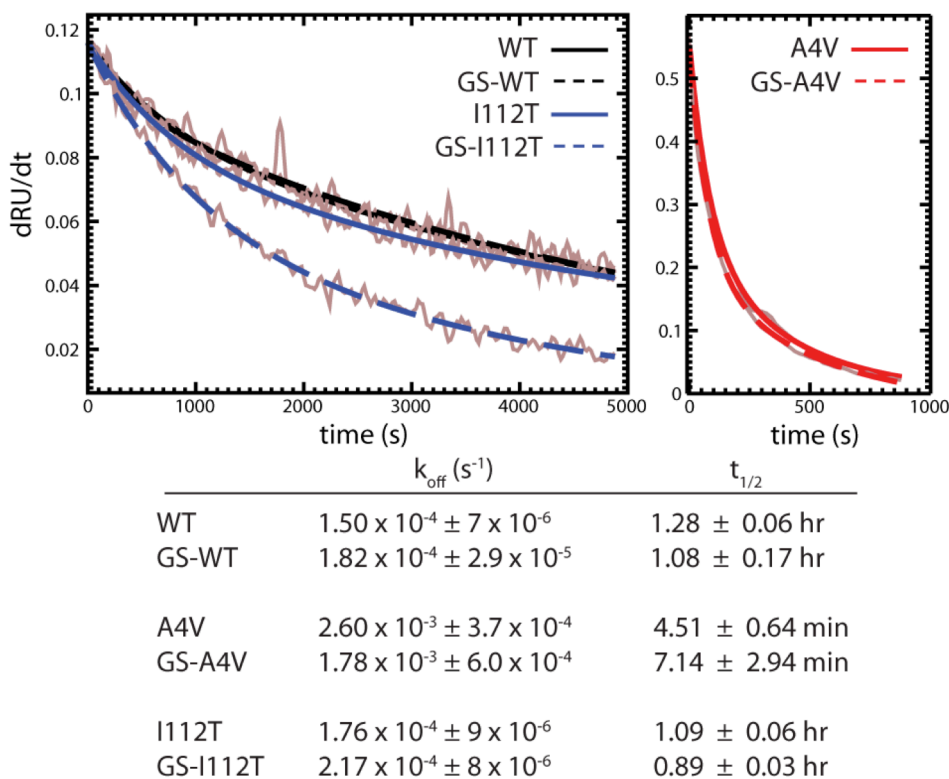 0.12
0.1
0.08
0.06
0.04
0.02
dRU/dt
WT
GS-WT
I112T
GS-I112T
0 1000 2000 3000 4000 5000
time (s)
0.5
0.4
0.3
0.2
0.1
0
A4V
GS-A4V
0 500 1000
time (s)
k_off (s⁻¹) t_1/2
WT 1.50 x 10⁻⁴ ± 7 x 10⁻⁶ 1.28 ± 0.06 hr
GS-WT 1.82 x 10⁻⁴ ± 2.9 x 10⁻⁵ 1.08 ± 0.17 hr
A4V 2.60 x 10⁻³ ± 3.7 x 10⁻⁴ 4.51 ± 0.64 min
GS-A4V 1.78 x 10⁻³ ± 6.0 x 10⁻⁴ 7.14 ± 2.94 min
I112T 1.76 x 10⁻⁴ ± 9 x 10⁻⁶ 1.09 ± 0.06 hr
GS-I112T 2.17 x 10⁻⁴ ± 8 x 10⁻⁶ 0.89 ± 0.03 hr